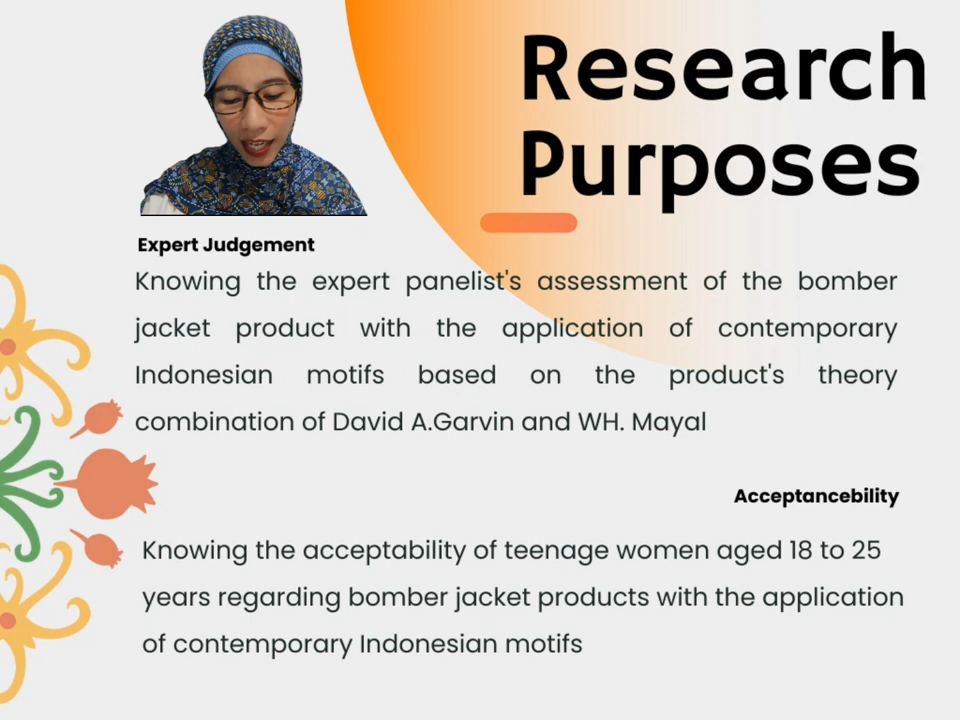 Research
Purposes
Expert Judgement
Knowing the expert panelist's assessment of the bomber
jacket product with the application of contemporary
Indonesian motifs based on the product's theory
combination of David A.Garvin and WH. Mayal
Acceptancebility
Knowing the acceptability of teenage women aged 18 to 25
years regarding bomber jacket products with the application
of contemporary Indonesian motifs